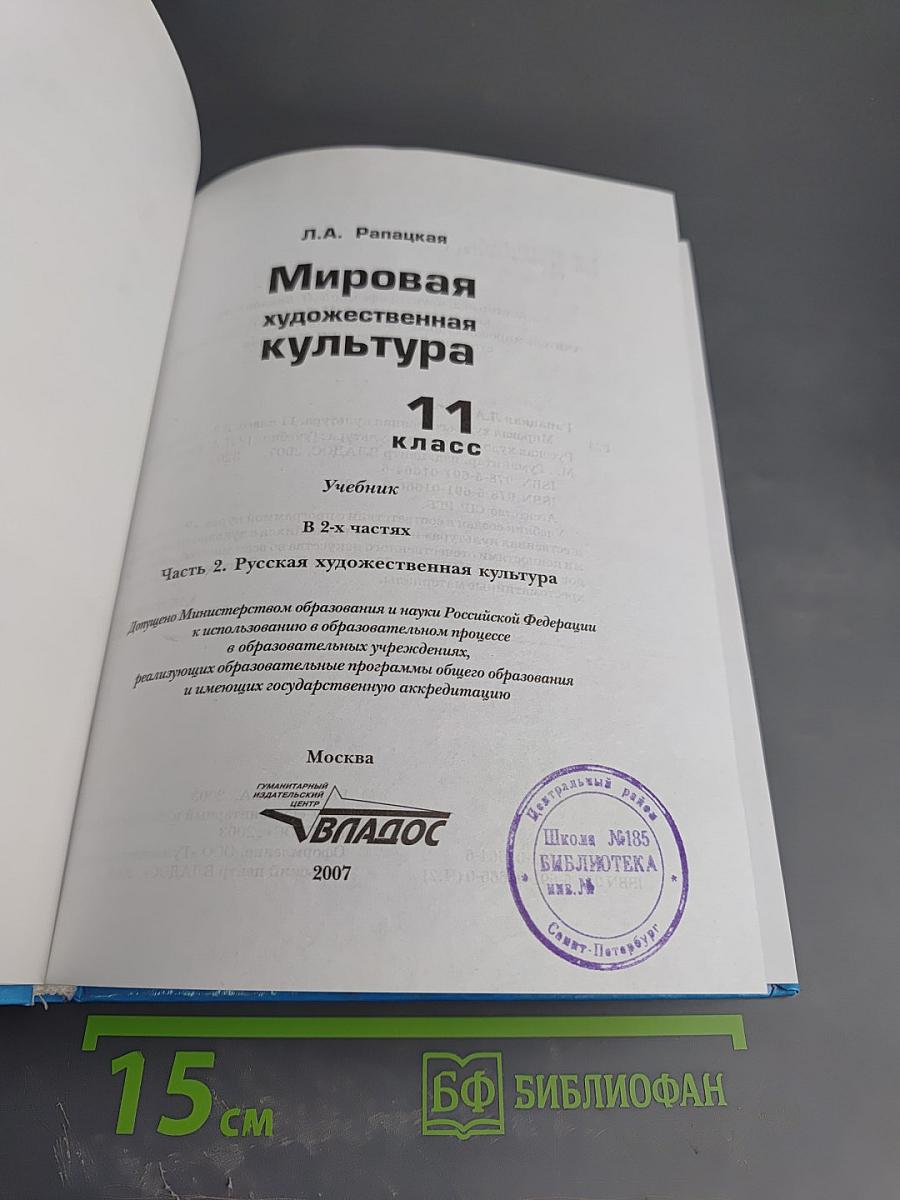 Л.А. Рапацкая
Мировая
художественная
культура
11
класс
Учебник
В 2-х частях
Часть 2. Русская художественная культура
Допущено Министерством образования и науки Российской Федерации
к использованию в образовательном процессе
в образовательных учреждениях,
реализующих образовательные программы общего образования
и имеющих государственную аккредитацию
Москва
ГУМАНИТАРНЫЙ
ИЗДАТЕЛЬСКИЙ
ЦЕНТР
ВЛАДОС
2007
Центральный район
Школа №185
БИБЛИОТЕКА
инв.№
Санкт-Петербург
15 см
БФ БИБЛИОФАН